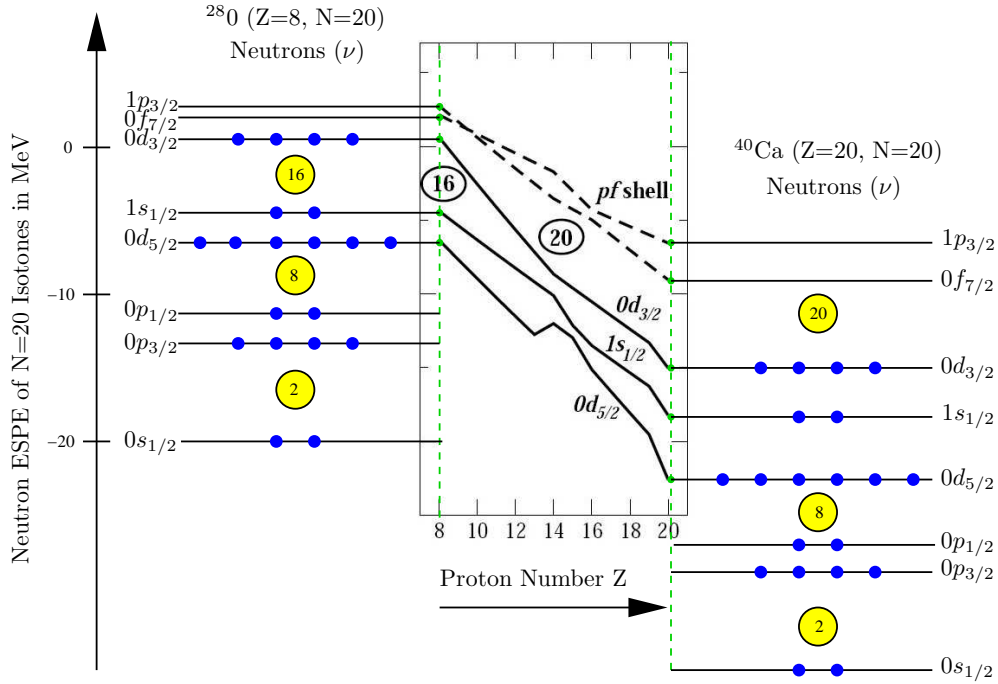 ²⁸0 (Z=8, N=20)
Neutrons (ν)
Neutron ESPE of N=20 Isotones in MeV
0
−10
−20
1p3/2
0f7/2
0d3/2
16
1s1/2
0d5/2
8
0p1/2
0p3/2
2
0s1/2
16
20
pf shell
0d3/2
1s1/2
0d5/2
8 10 12 14 16 18 20
Proton Number Z
⁴⁰Ca (Z=20, N=20)
Neutrons (ν)
1p3/2
0f7/2
20
0d3/2
1s1/2
0d5/2
8
0p1/2
0p3/2
2
0s1/2